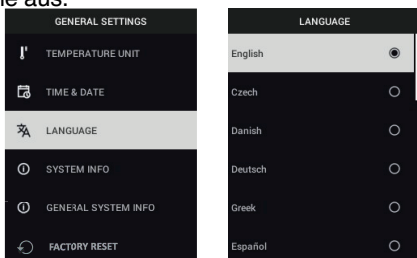 aus.
GENERAL SETTINGS
TEMPERATURE UNIT
TIME & DATE
LANGUAGE
SYSTEM INFO
GENERAL SYSTEM INFO
FACTORY RESET
LANGUAGE
English
Czech
Danish
Deutsch
Greek
Español